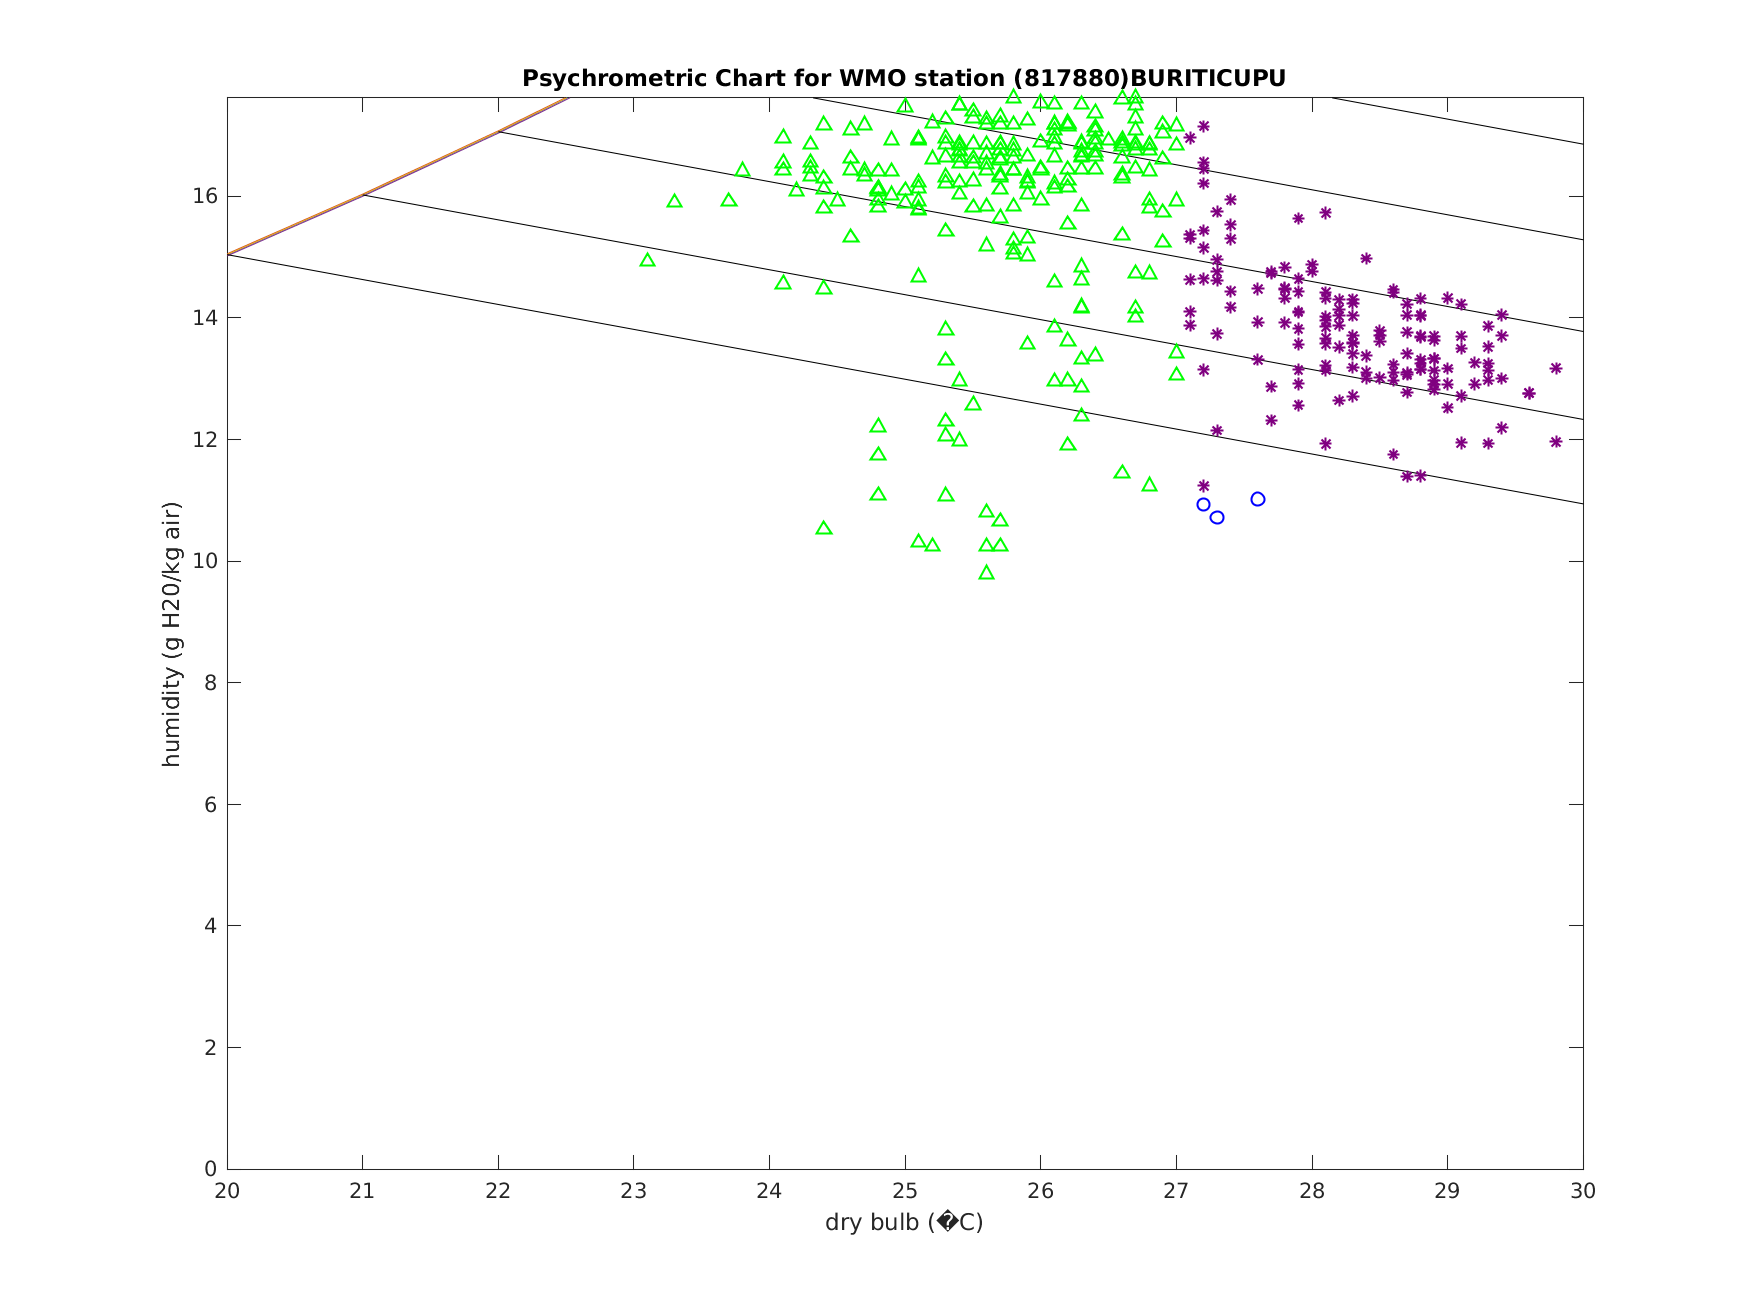 Psychrometric Chart for WMO station (817880)BURITICUPU
humidity (g H20/kg air)
16
14
12
10
8
6
4
2
0
20 21 22 23 24 25 26 27 28 29 30
dry bulb (�C)